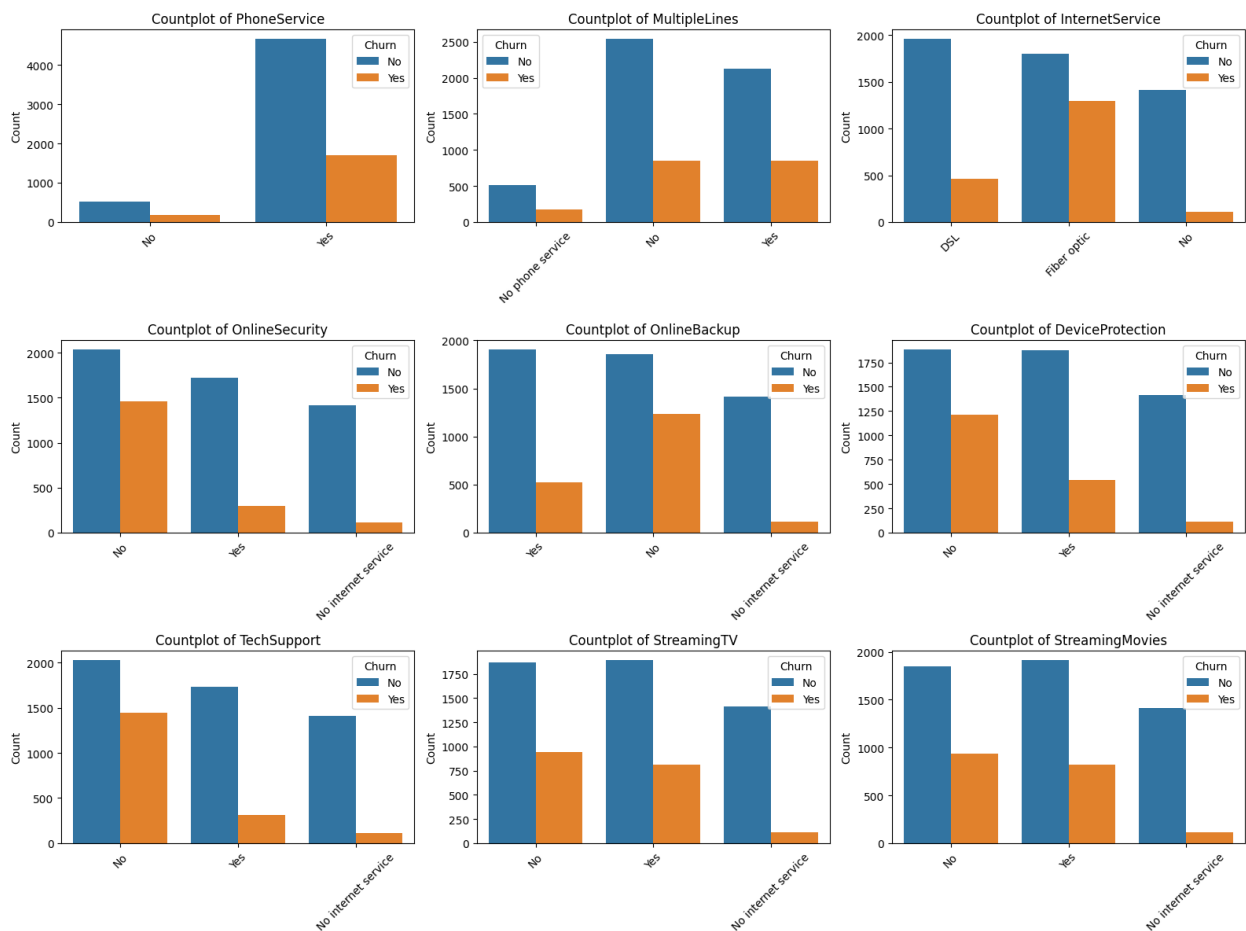 Countplot of PhoneService
Count
4000
3000
2000
1000
0
Churn
No
Yes
No
Yes
Countplot of MultipleLines
Count
2500
2000
1500
1000
500
0
Churn
No
Yes
No phone service
No
Yes
Countplot of InternetService
Count
2000
1500
1000
500
0
Churn
No
Yes
DSL
Fiber optic
No
Countplot of OnlineSecurity
Count
2000
1500
1000
500
0
Churn
No
Yes
No
Yes
No internet service
Countplot of OnlineBackup
Count
2000
1500
1000
500
0
Churn
No
Yes
Yes
No
No internet service
Countplot of DeviceProtection
Count
1750
1500
1250
1000
750
500
250
0
Churn
No
Yes
No
Yes
No internet service
Countplot of TechSupport
Count
2000
1500
1000
500
0
Churn
No
Yes
No
Yes
No internet service
Countplot of StreamingTV
Count
1750
1500
1250
1000
750
500
250
0
Churn
No
Yes
No
Yes
No internet service
Countplot of StreamingMovies
Count
2000
1500
1000
500
0
Churn
No
Yes
No
Yes
No internet service